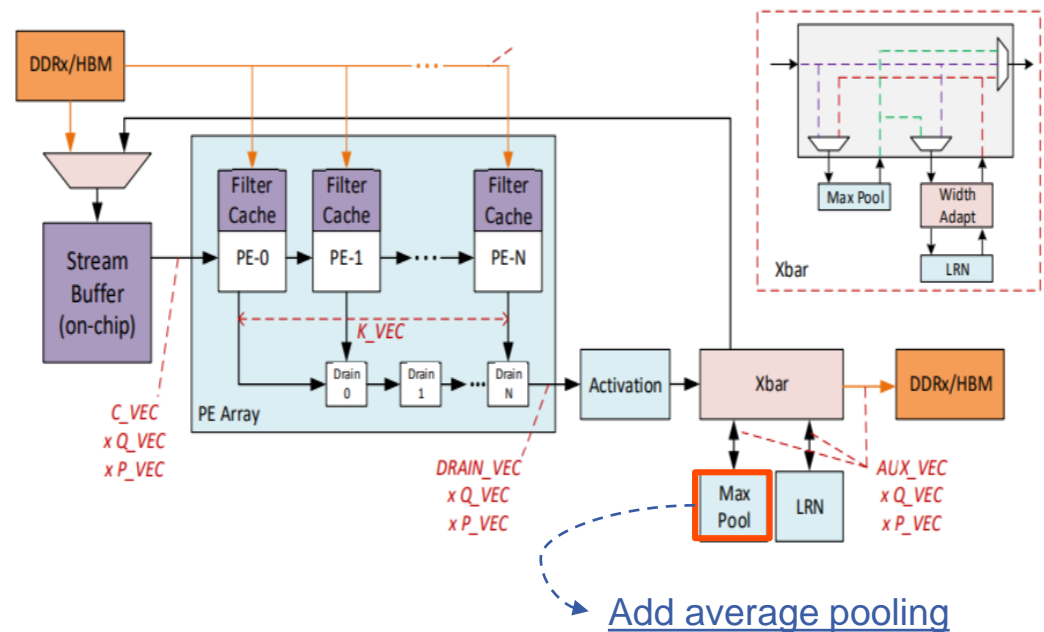 DDRx/HBM
Filter
Cache
PE-0
Filter
Cache
PE-1
Filter
Cache
PE-N
Stream
Buffer
(on-chip)
K_VEC
Drain
0
Drain
1
Drain
N
PE Array
C_VEC
x Q_VEC
x P_VEC
DRAIN_VEC
x Q_VEC
x P_VEC
Activation
Xbar
DDRx/HBM
Max
Pool
LRN
AUX_VEC
x Q_VEC
x P_VEC
Max Pool
Width
Adapt
LRN
Xbar
Add average pooling